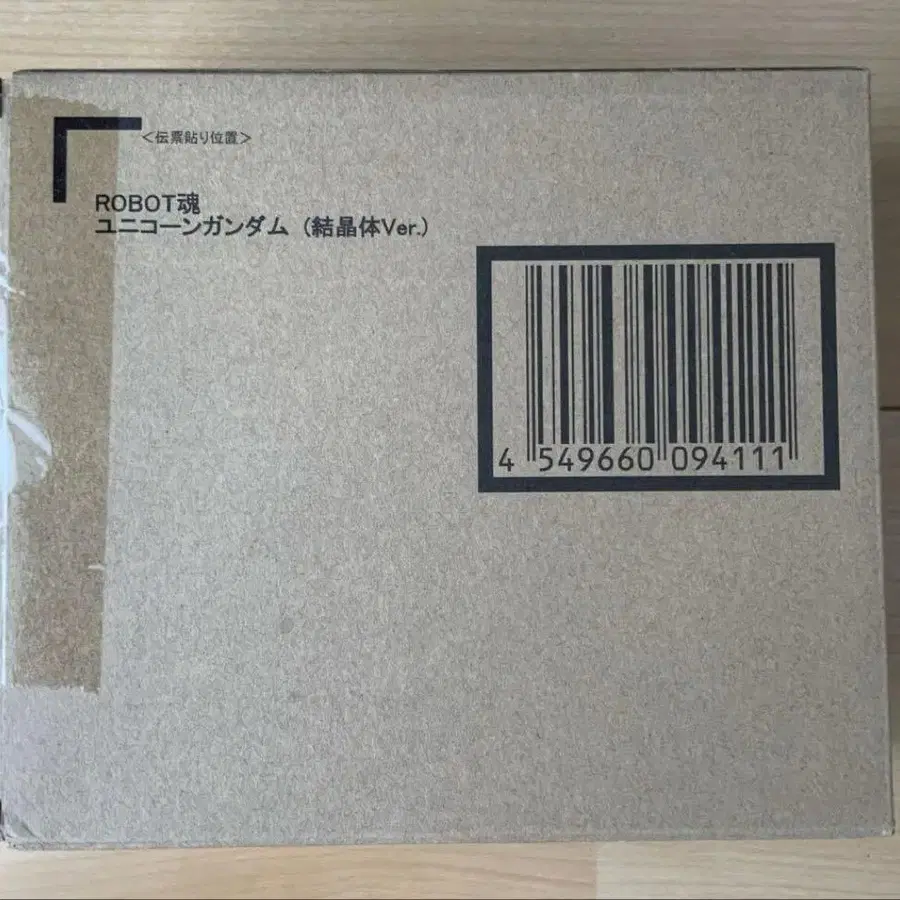 ＜伝票貼り位置＞
ROBOT魂
ユニコーンガンダム（結晶体Ver.）
4 549660 094111